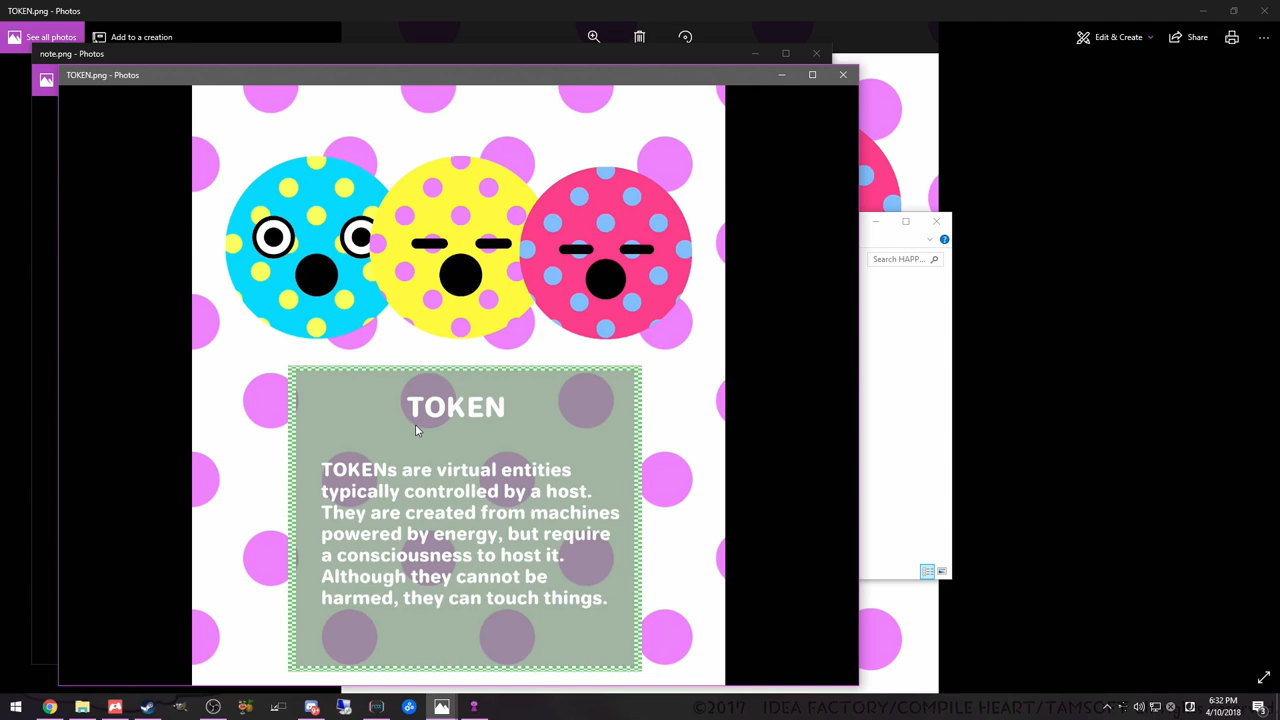 TOKEN.png - Photos
See all photos
Add to a creation
Edit & Create
Share
note.png - Photos
TOKEN.png - Photos
Search HAPP...
TOKEN
TOKENs are virtual entities
typically controlled by a host.
They are created from machines
powered by energy, but require
a consciousness to host it.
Although they cannot be
harmed, they can touch things.
©2017 IDEA FACTORY/COMPILE HEART/TAMSO
6:32 PM
4/10/2018